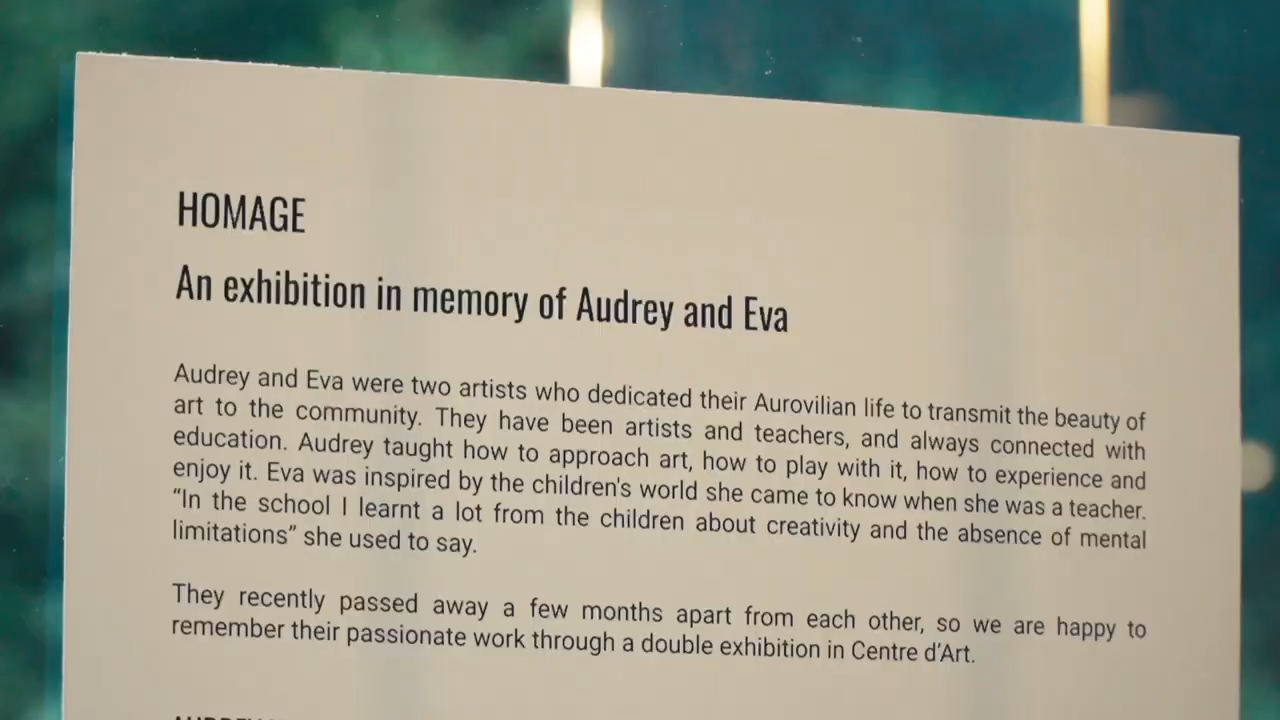 HOMAGE
An exhibition in memory of Audrey and Eva
Audrey and Eva were two artists who dedicated their Aurovilian life to transmit the beauty of
art to the community. They have been artists and teachers, and always connected with
education. Audrey taught how to approach art, how to play with it, how to experience and
enjoy it. Eva was inspired by the children's world she came to know when she was a teacher.
“In the school I learnt a lot from the children about creativity and the absence of mental
limitations” she used to say.
They recently passed away a few months apart from each other, so we are happy to
remember their passionate work through a double exhibition in Centre d’Art.